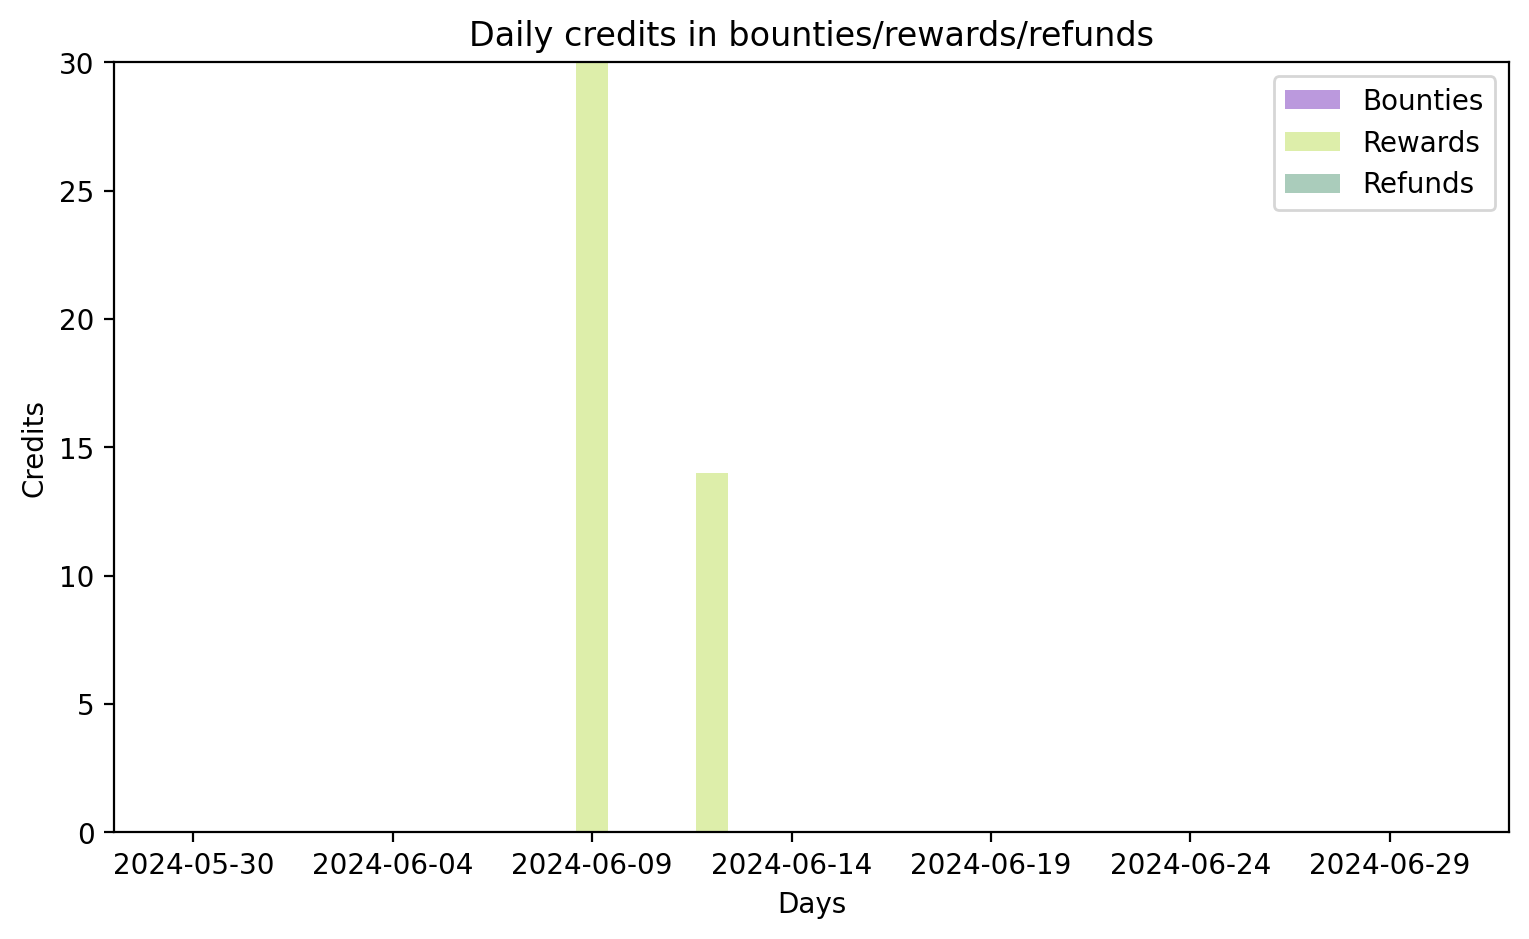 Daily credits in bounties/rewards/refunds
30
25
20
15
10
5
0
Credits
Bounties
Rewards
Refunds
2024-05-30 2024-06-04 2024-06-09 2024-06-14 2024-06-19 2024-06-24 2024-06-29
Days